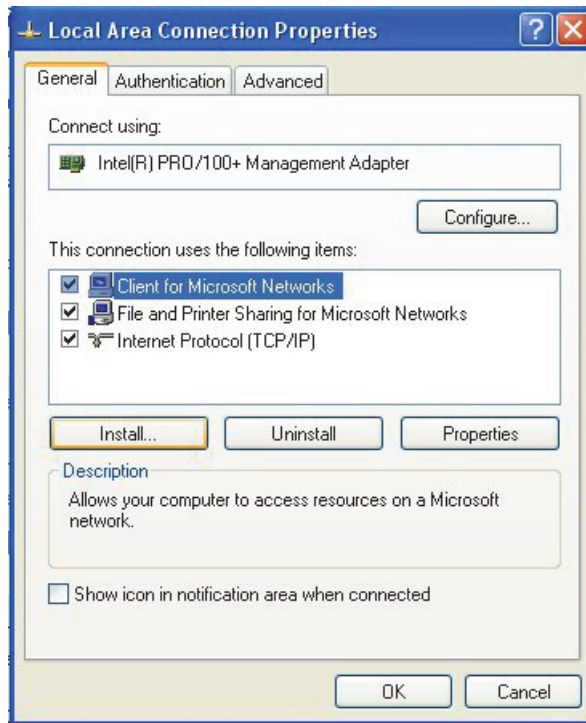 Local Area Connection Properties
General Authentication Advanced
Connect using:
Intel(R) PRO/100+ Management Adapter
Configure...
This connection uses the following items:
Client for Microsoft Networks
File and Printer Sharing for Microsoft Networks
Internet Protocol (TCP/IP)
Install... Uninstall Properties
Description
Allows your computer to access resources on a Microsoft
network.
Show icon in notification area when connected
OK Cancel